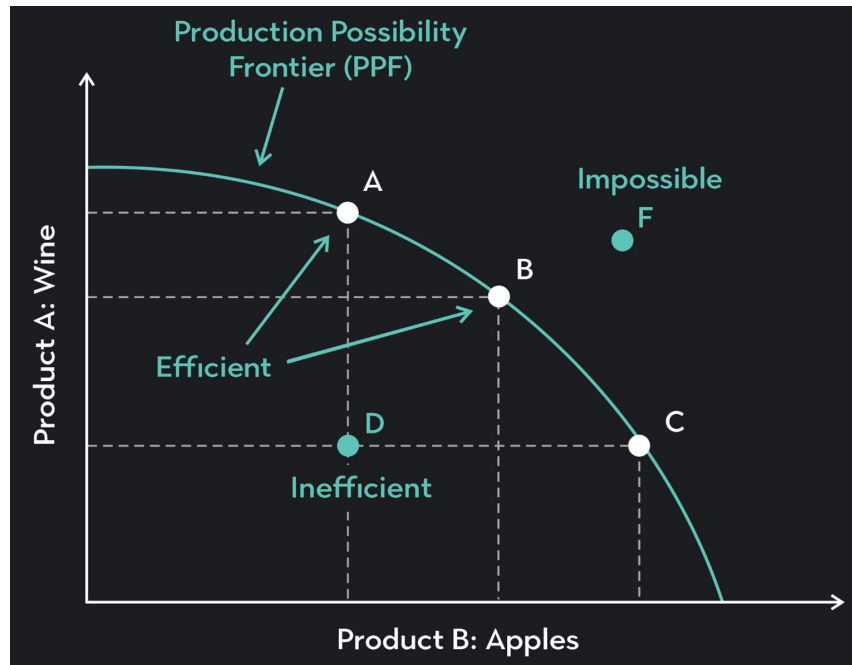 Production Possibility
Frontier (PPF)
A
Impossible
F
B
Product A: Wine
Efficient
D
C
Inefficient
Product B: Apples